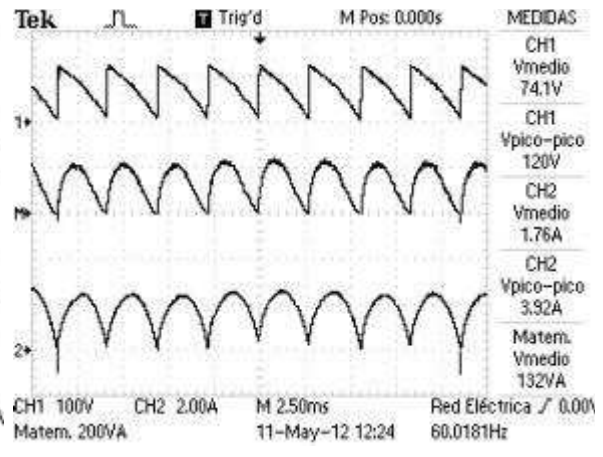 Tek T Trig'd M Pos: 0.000s MEDIDAS
CH1
Vmedio
74.1V
CH1
Vpico-pico
120V
CH2
Vmedio
1.76A
CH2
Vpico-pico
3.92A
Matem.
Vmedio
132VA
1
M
2
CH1 100V CH2 2.00A M 2.50ms Red Eléctrica / 0.00V
Matem. 200VA 11-May-12 12:24 60.0181Hz